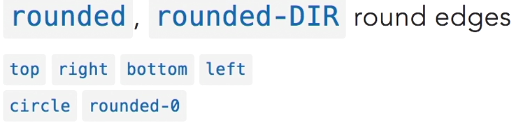 rounded, rounded-DIR round edges
top right bottom left
circle rounded-0